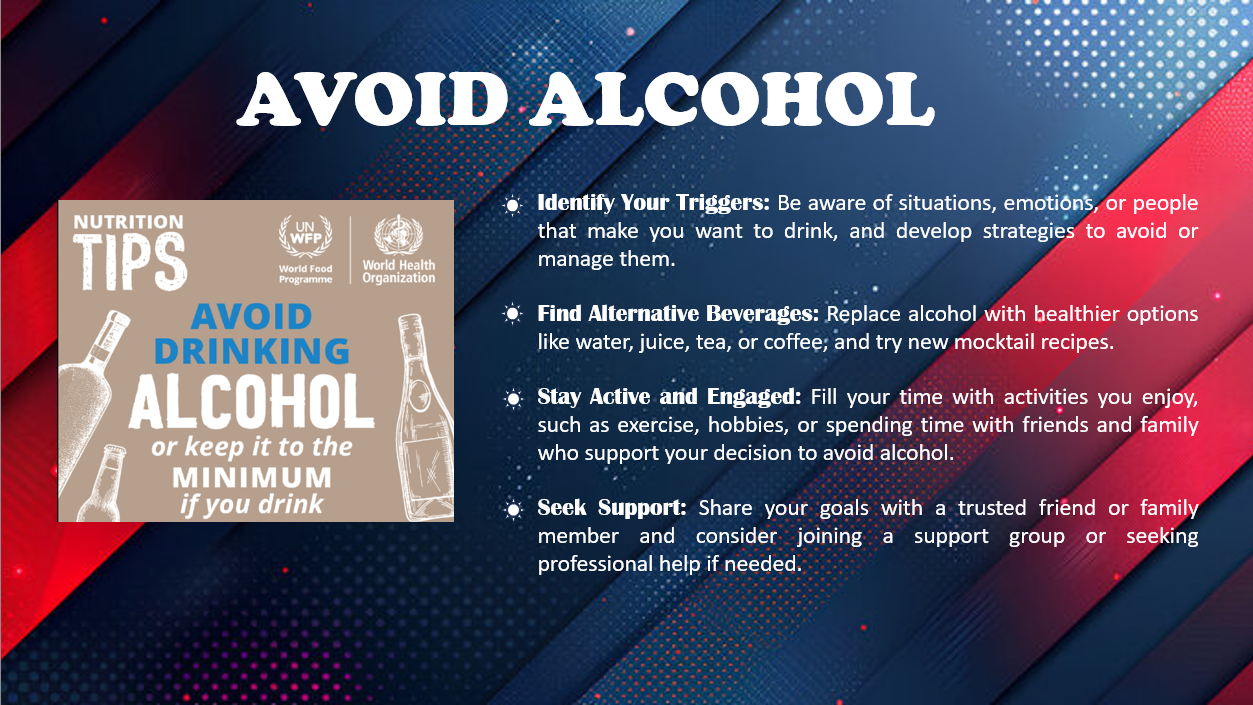 AVOID ALCOHOL
NUTRITION
TIPS
UN
WFP
World Food
Programme
World Health
Organization
AVOID
DRINKING
ALCOHOL
or keep it to the
MINIMUM
if you drink
Identify Your Triggers: Be aware of situations, emotions, or people
that make you want to drink, and develop strategies to avoid or
manage them.
Find Alternative Beverages: Replace alcohol with healthier options
like water, juice, tea, or coffee, and try new mocktail recipes.
Stay Active and Engaged: Fill your time with activities you enjoy,
such as exercise, hobbies, or spending time with friends and family
who support your decision to avoid alcohol.
Seek Support: Share your goals with a trusted friend or family
member and consider joining a support group or seeking
professional help if needed.